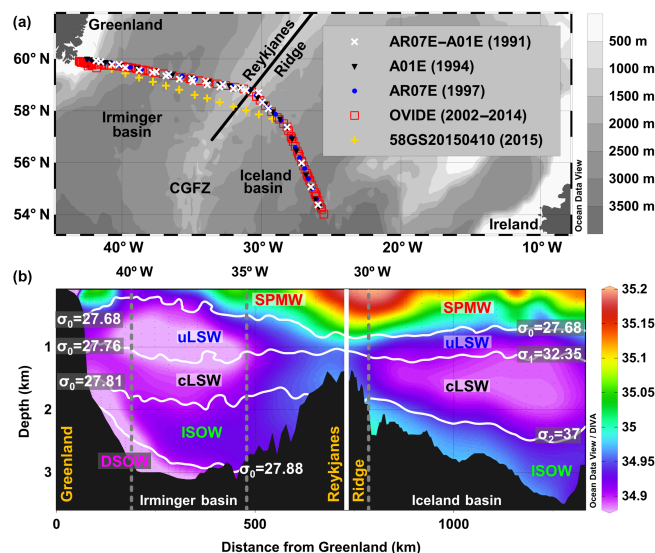 (a)
Greenland
60° N
58° N
56° N
54° N
Reykjanes
Ridge
Irminger
basin
CGFZ
Iceland
basin
Ireland
AR07E–A01E (1991)
A01E (1994)
AR07E (1997)
OVIDE (2002–2014)
58GS20150410 (2015)
Ocean Data View
500 m
1000 m
1500 m
2000 m
2500 m
3000 m
3500 m
40° W
30° W
20° W
10° W
(b)
40° W
35° W
30° W
SPMW
SPMW
σ0=27.68
σ0=27.68
uLSW
uLSW
σ0=27.76
σ1=32.35
cLSW
cLSW
σ0=27.81
ISOW
σ2=37
DSOW
σ0=27.88
ISOW
Greenland
Irminger basin
Reykjanes
Ridge
Iceland basin
Depth (km)
1
2
3
0
500
1000
Distance from Greenland (km)
Ocean Data View / DIVA
35.2
35.15
35.1
35.05
35
34.95
34.9